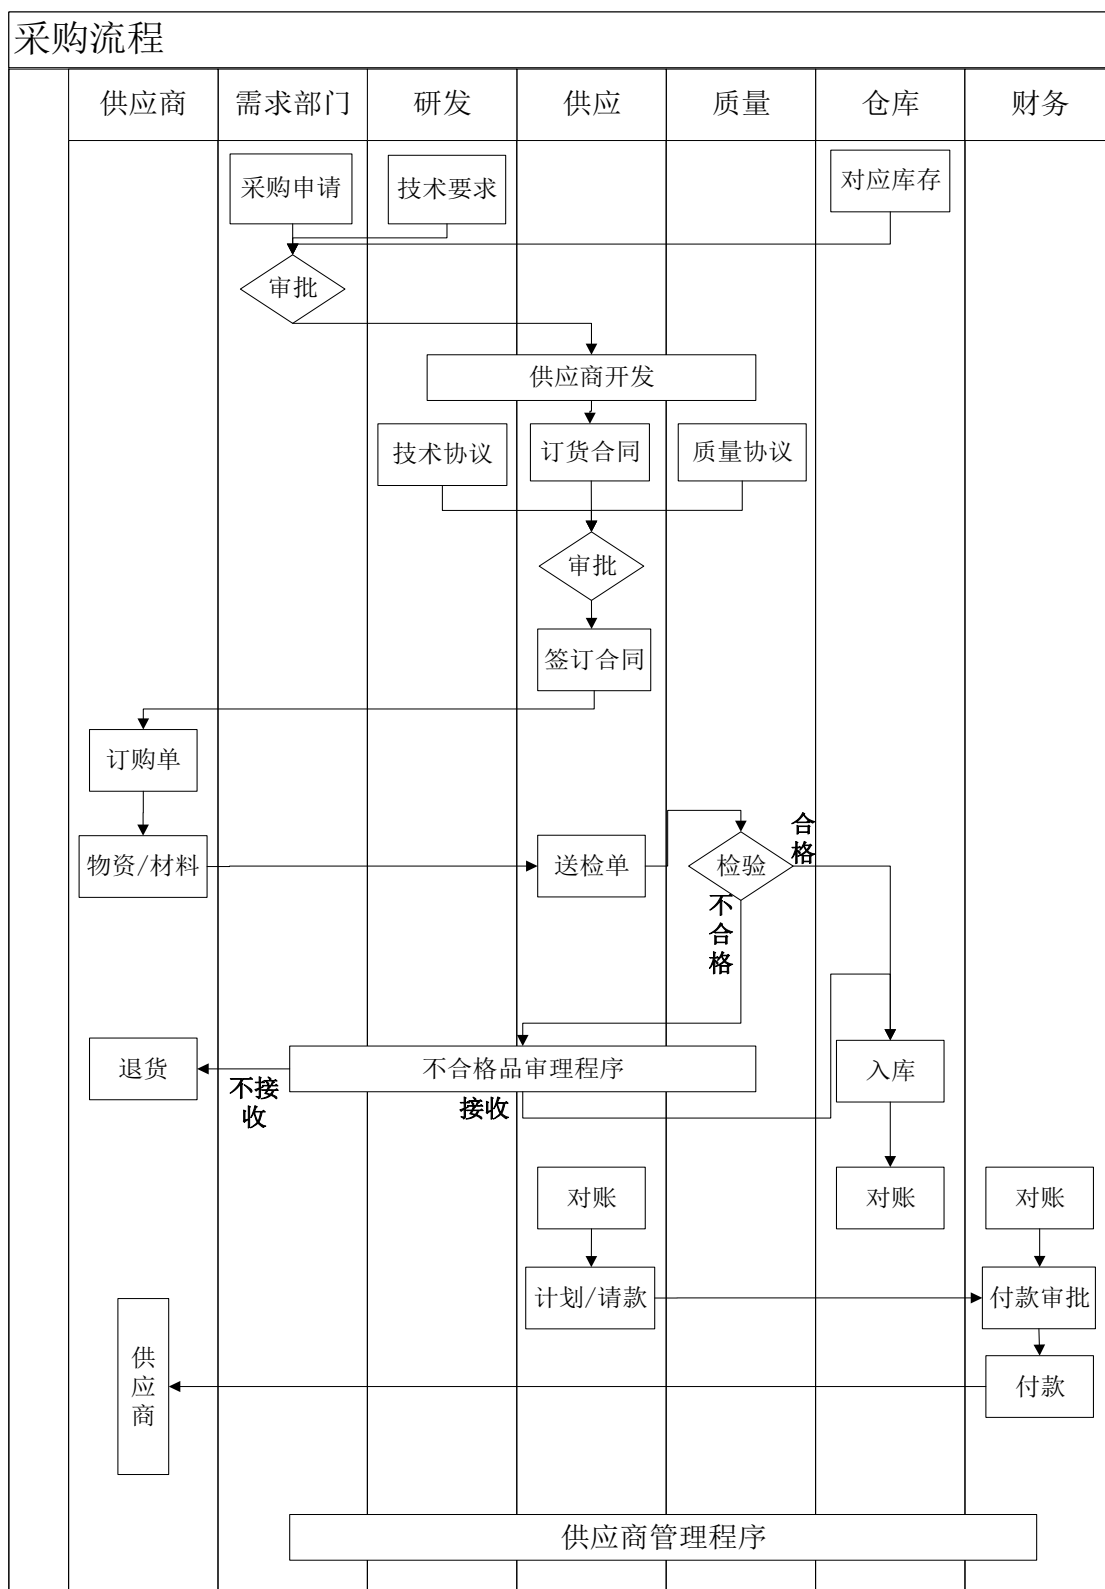 采购流程
供应商
需求部门
研发
供应
质量
仓库
财务
采购申请
技术要求
对应库存
审批
供应商开发
技术协议
订货合同
质量协议
审批
签订合同
订购单
物资/材料
送检单
检验
合
格
不
合
格
退货
不接
收
不合格品审理程序
接收
入库
对账
对账
对账
计划/请款
付款审批
供
应
商
付款
供应商管理程序